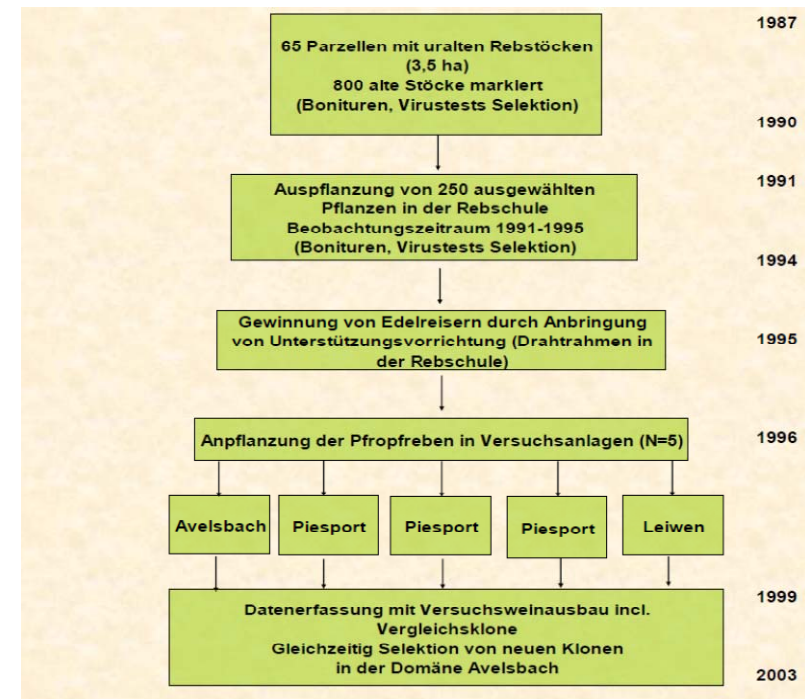 1987
65 Parzellen mit uralten Rebstöcken
(3,5 ha)
800 alte Stöcke markiert
(Bonituren, Virustests Selektion)
1990
1991
Auspflanzung von 250 ausgewählten
Pflanzen in der Rebschule
Beobachtungszeitraum 1991-1995
(Bonituren, Virustests Selektion)
1994
Gewinnung von Edelreisern durch Anbringung
von Unterstützungsvorrichtung (Drahtrahmen in
der Rebschule)
1995
Anpflanzung der Pfropfreben in Versuchsanlagen (N=5)
1996
Avelsbach
Piesport
Piesport
Piesport
Leiwen
1999
Datenerfassung mit Versuchsweinausbau incl.
Vergleichsklone
Gleichzeitig Selektion von neuen Klonen
in der Domäne Avelsbach
2003